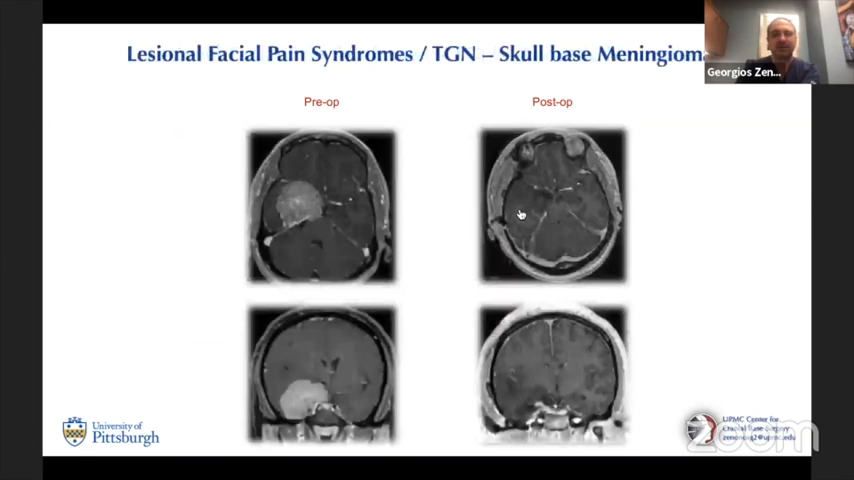 Lesional Facial Pain Syndromes / TGN – Skull base Meningiom
Georgios Zen...
Pre-op
Post-op
University of
Pittsburgh
UPMC Center for
Cranial Base Surgery
zoom